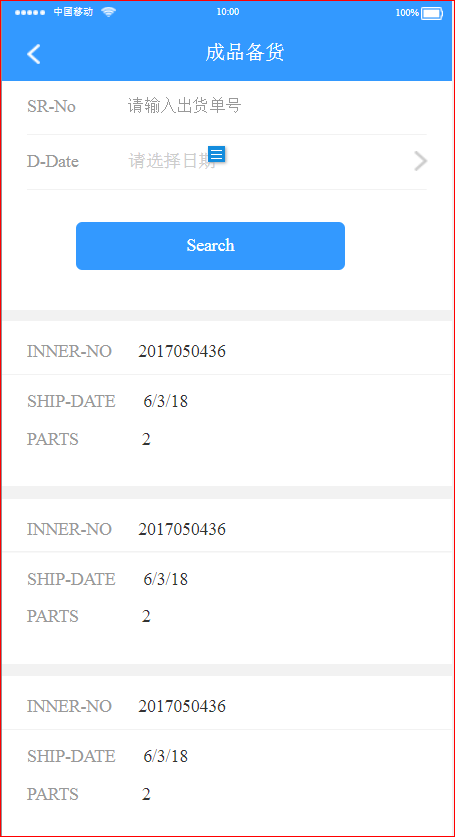 中国移动 10:00 100%
成品备货
SR-No 请输入出货单号
D-Date 请选择日期
Search
INNER-NO 2017050436
SHIP-DATE 6/3/18
PARTS 2
INNER-NO 2017050436
SHIP-DATE 6/3/18
PARTS 2
INNER-NO 2017050436
SHIP-DATE 6/3/18
PARTS 2